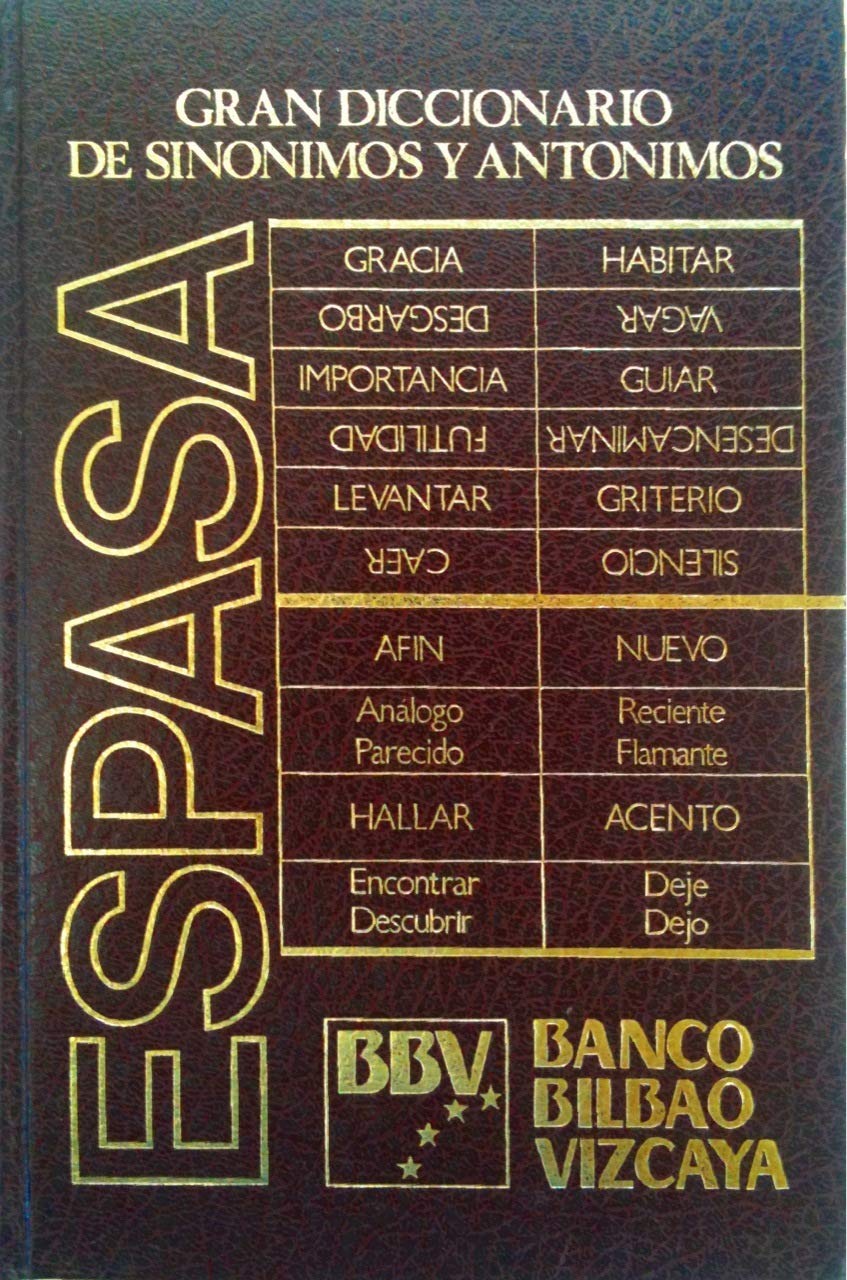 GRAN DICCIONARIO
DE SINONIMOS Y ANTONIMOS
ESPASA
GRACIA HABITAR
DESGARBO VAGAR
IMPORTANCIA GUIAR
FUTILIDAD DESENCAMINAR
LEVANTAR GRITERIO
CAER SILENCIO
AFIN NUEVO
Análogo Reciente
Parecido Flamante
HALLAR ACENTO
Encontrar Deje
Descubrir Dejo
BBV
BANCO
BILBAO
VIZCAYA